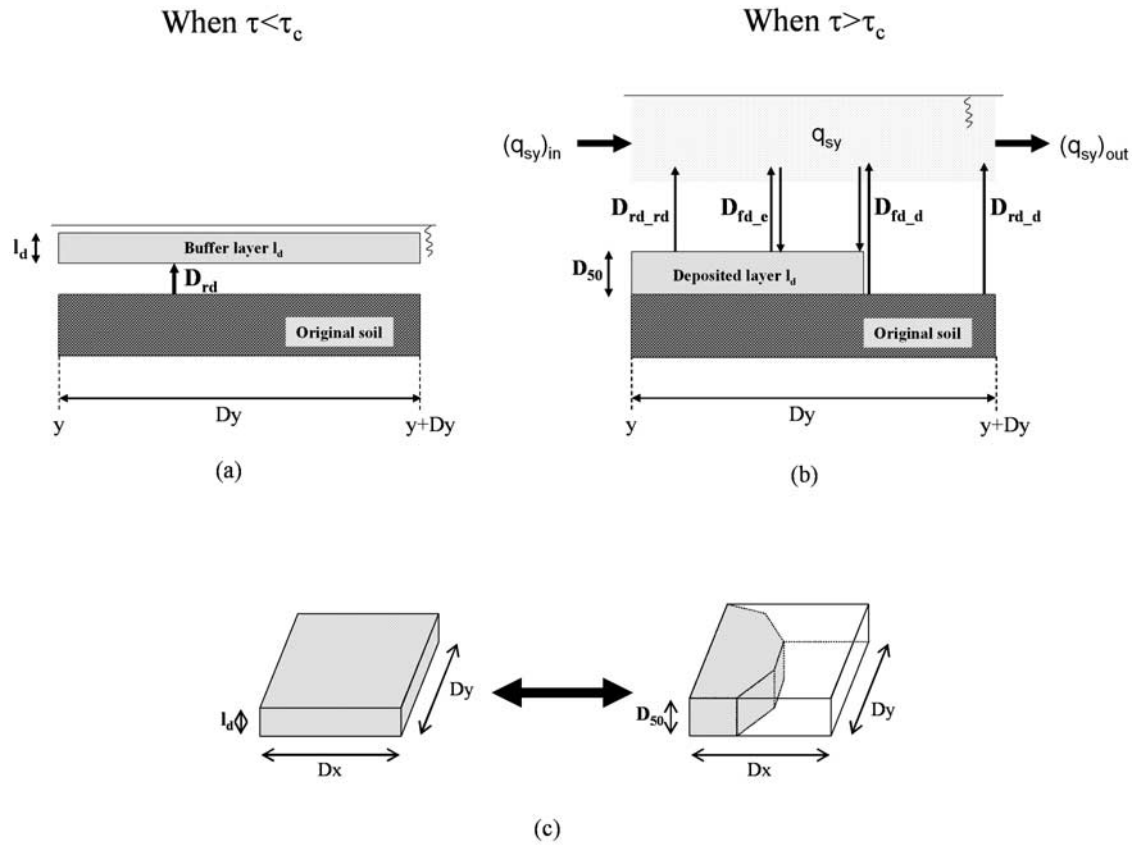 When τ<τc
When τ>τc
(qsy)in
qsy
(qsy)out
Drd_rd
Dfd_e
Dfd_d
Drd_d
ld
Buffer layer ld
Drd
D50
Deposited layer ld
Original soil
Original soil
Dy
Dy
y
y+Dy
y
y+Dy
(a)
(b)
ld
Dy
Dx
D50
Dy
Dx
(c)